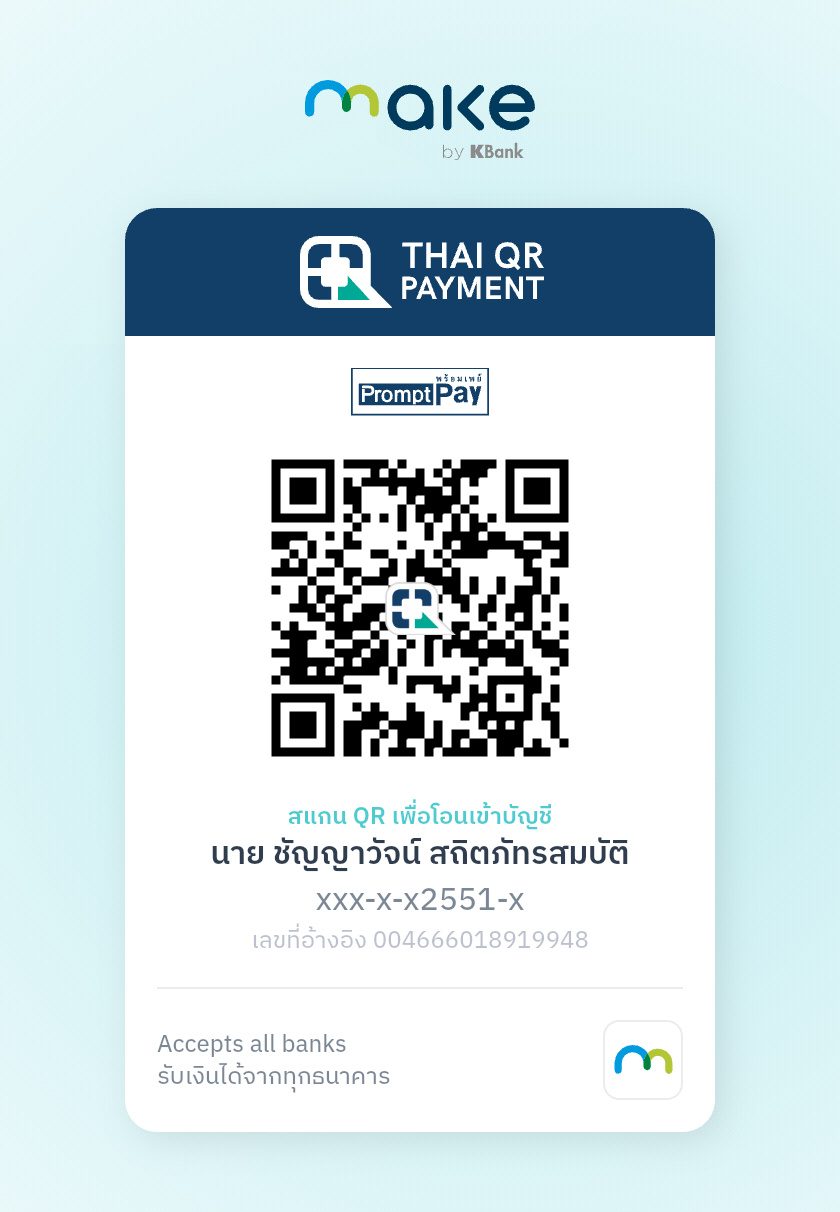 make
by KBank
THAI QR
PAYMENT
พร้อมเพย์
PromptPay
สแกน QR เพื่อโอนเข้าบัญชี
นาย ชัญญาวัจน์ สถิตภัทรสมบัติ
xxx-x-x2551-x
เลขที่อ้างอิง 004666018919948
Accepts all banks
รับเงินได้จากทุกธนาคาร